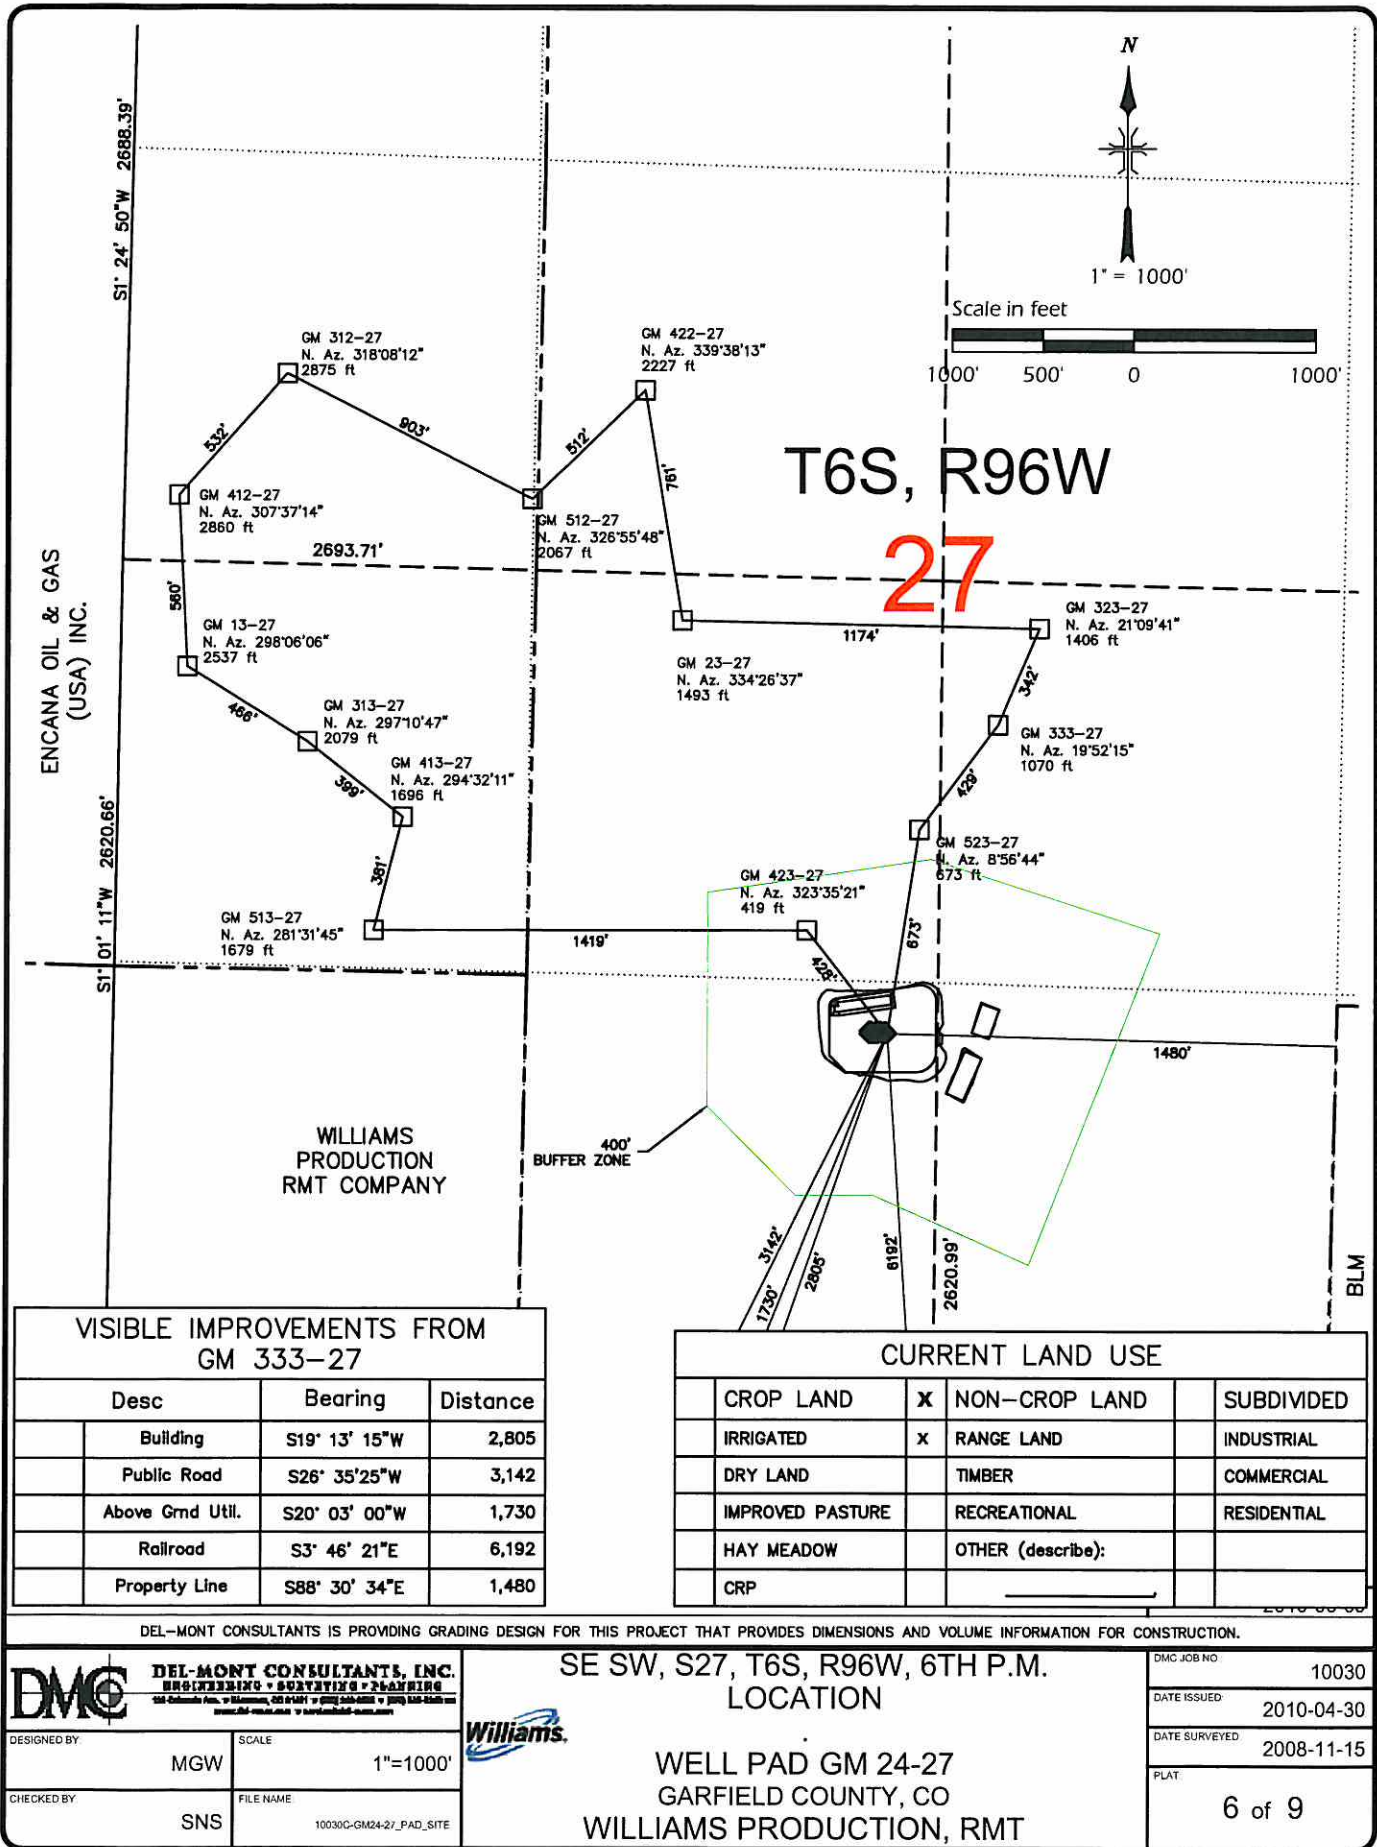 N
1" = 1000'
Scale in feet
1000' 500' 0 1000'
S1° 24' 50"W 2688.39'
GM 312-27
N. Az. 318°08'12"
2875 ft
GM 422-27
N. Az. 339°38'13"
2227 ft
532'
903'
512'
761'
T6S, R96W
27
GM 412-27
N. Az. 307°37'14"
2860 ft
GM 512-27
N. Az. 326°55'48"
2067 ft
2693.71'
ENCANA OIL & GAS
(USA) INC.
560'
GM 13-27
N. Az. 298°06'06"
2537 ft
GM 323-27
N. Az. 21°09'41"
1406 ft
1174'
GM 23-27
N. Az. 334°26'37"
1493 ft
342'
466'
GM 313-27
N. Az. 297°10'47"
2079 ft
GM 333-27
N. Az. 19°52'15"
1070 ft
GM 413-27
N. Az. 294°32'11"
1696 ft
399'
429'
S1° 01' 11"W 2620.66'
381'
GM 523-27
N. Az. 8°56'44"
673 ft
GM 423-27
N. Az. 323°35'21"
419 ft
GM 513-27
N. Az. 281°31'45"
1679 ft
1419'
673'
428'
1480'
WILLIAMS
PRODUCTION
RMT COMPANY
400'
BUFFER ZONE
3142'
1730'
2805'
6192'
2620.99'
BLM
VISIBLE IMPROVEMENTS FROM
GM 333-27
Desc Bearing Distance
Building S19° 13' 15"W 2,805
Public Road S26° 35'25"W 3,142
Above Grnd Util. S20° 03' 00"W 1,730
Railroad S3° 46' 21"E 6,192
Property Line S88° 30' 34"E 1,480
CURRENT LAND USE
CROP LAND X NON-CROP LAND SUBDIVIDED
IRRIGATED X RANGE LAND INDUSTRIAL
DRY LAND TIMBER COMMERCIAL
IMPROVED PASTURE RECREATIONAL RESIDENTIAL
HAY MEADOW OTHER (describe):
CRP
DEL-MONT CONSULTANTS IS PROVIDING GRADING DESIGN FOR THIS PROJECT THAT PROVIDES DIMENSIONS AND VOLUME INFORMATION FOR CONSTRUCTION.
DMC
DEL-MONT CONSULTANTS, INC.
ENGINEERING ▾ SURVEYING ▾ PLANNING
DESIGNED BY
MGW
SCALE
1"=1000'
CHECKED BY
SNS
FILE NAME
10030C-GM24-27_PAD_SITE
Williams.
SE SW, S27, T6S, R96W, 6TH P.M.
LOCATION
WELL PAD GM 24-27
GARFIELD COUNTY, CO
WILLIAMS PRODUCTION, RMT
DMC JOB NO
10030
DATE ISSUED
2010-04-30
DATE SURVEYED
2008-11-15
PLAT
6 of 9